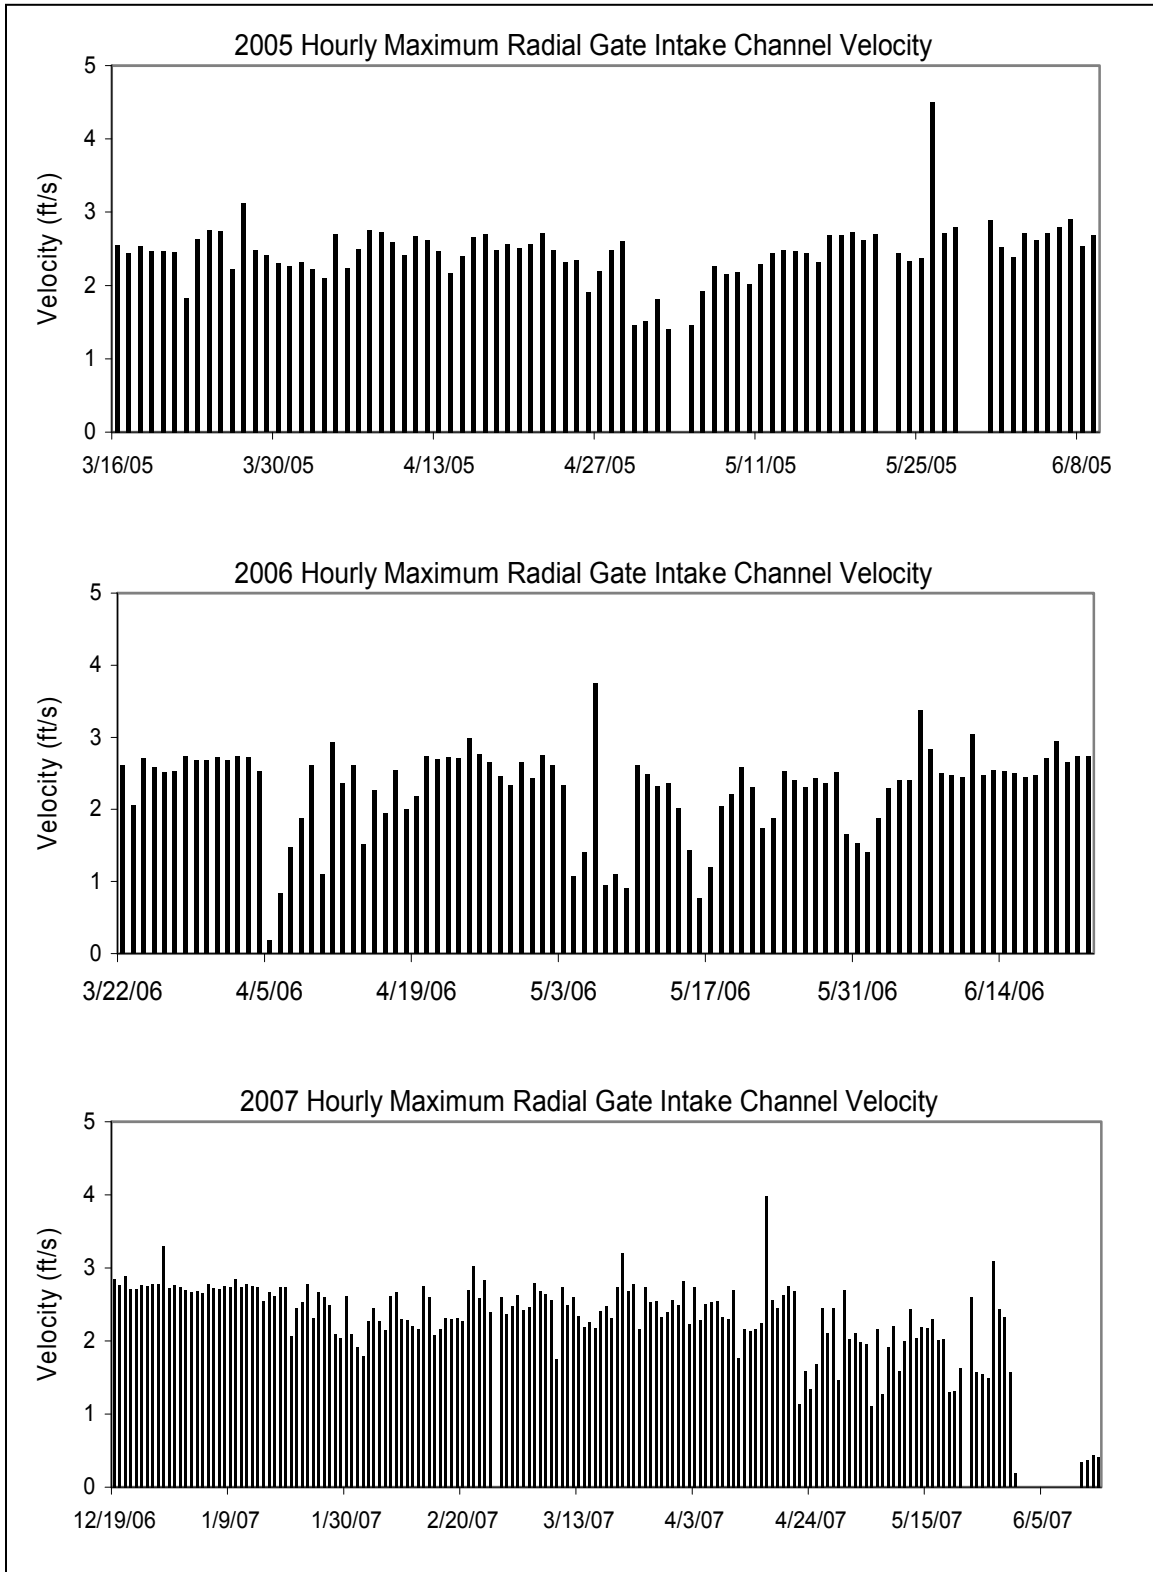 2005 Hourly Maximum Radial Gate Intake Channel Velocity
5
4
3
2
1
0
Velocity (ft/s)
3/16/05 3/30/05 4/13/05 4/27/05 5/11/05 5/25/05 6/8/05
2006 Hourly Maximum Radial Gate Intake Channel Velocity
5
4
3
2
1
0
Velocity (ft/s)
3/22/06 4/5/06 4/19/06 5/3/06 5/17/06 5/31/06 6/14/06
2007 Hourly Maximum Radial Gate Intake Channel Velocity
5
4
3
2
1
0
Velocity (ft/s)
12/19/06 1/9/07 1/30/07 2/20/07 3/13/07 4/3/07 4/24/07 5/15/07 6/5/07